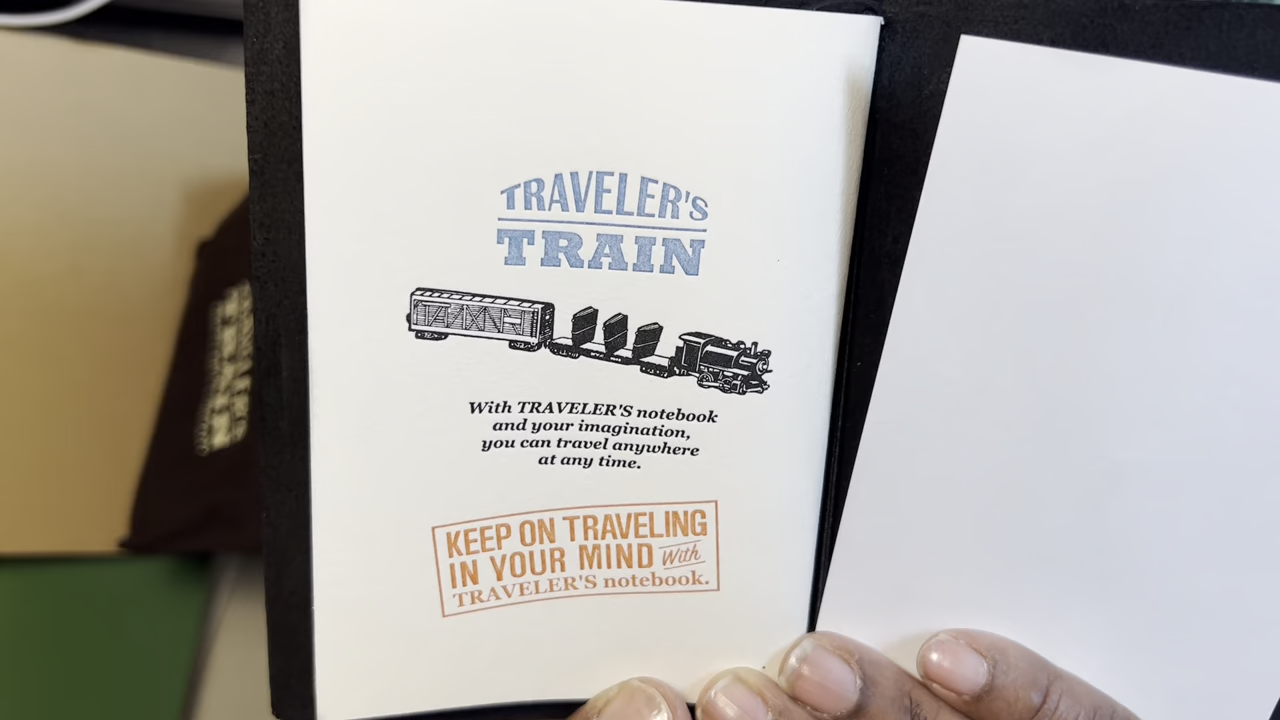 TRAVELER'S
TRAIN
With TRAVELER'S notebook
and your imagination,
you can travel anywhere
at any time.
KEEP ON TRAVELING
IN YOUR MIND With
TRAVELER'S notebook.